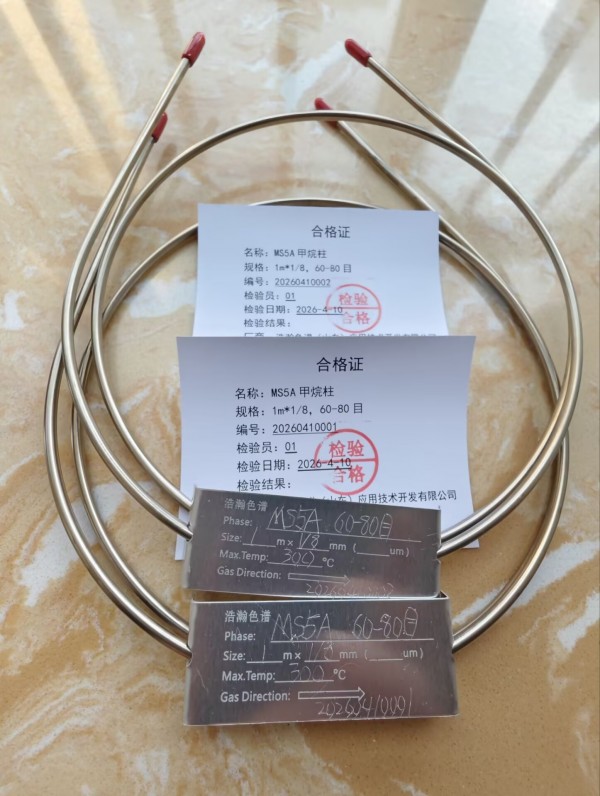 合格证
名称: MS5A 甲烷柱
规格: 1m*1/8, 60-80 目
编号: 20260410002
检验员: 01
检验日期: 2026-4-10
检验结果:
检验
合格
合格证
名称: MS5A 甲烷柱
规格: 1m*1/8, 60-80 目
编号: 20260410001
检验员: 01
检验日期: 2026-4-10
检验结果:
检验
合格
应用技术开发有限公司
浩瀚色谱
Phase: MS5A 60-80目
Size: 1 m× 1/8 mm ( um)
Max.Temp: 300 °C
Gas Direction:
浩瀚色谱
Phase: MS5A 60-80目
Size: 1 m× 1/8 mm ( um)
Max.Temp: 300 °C
Gas Direction:
20260410001